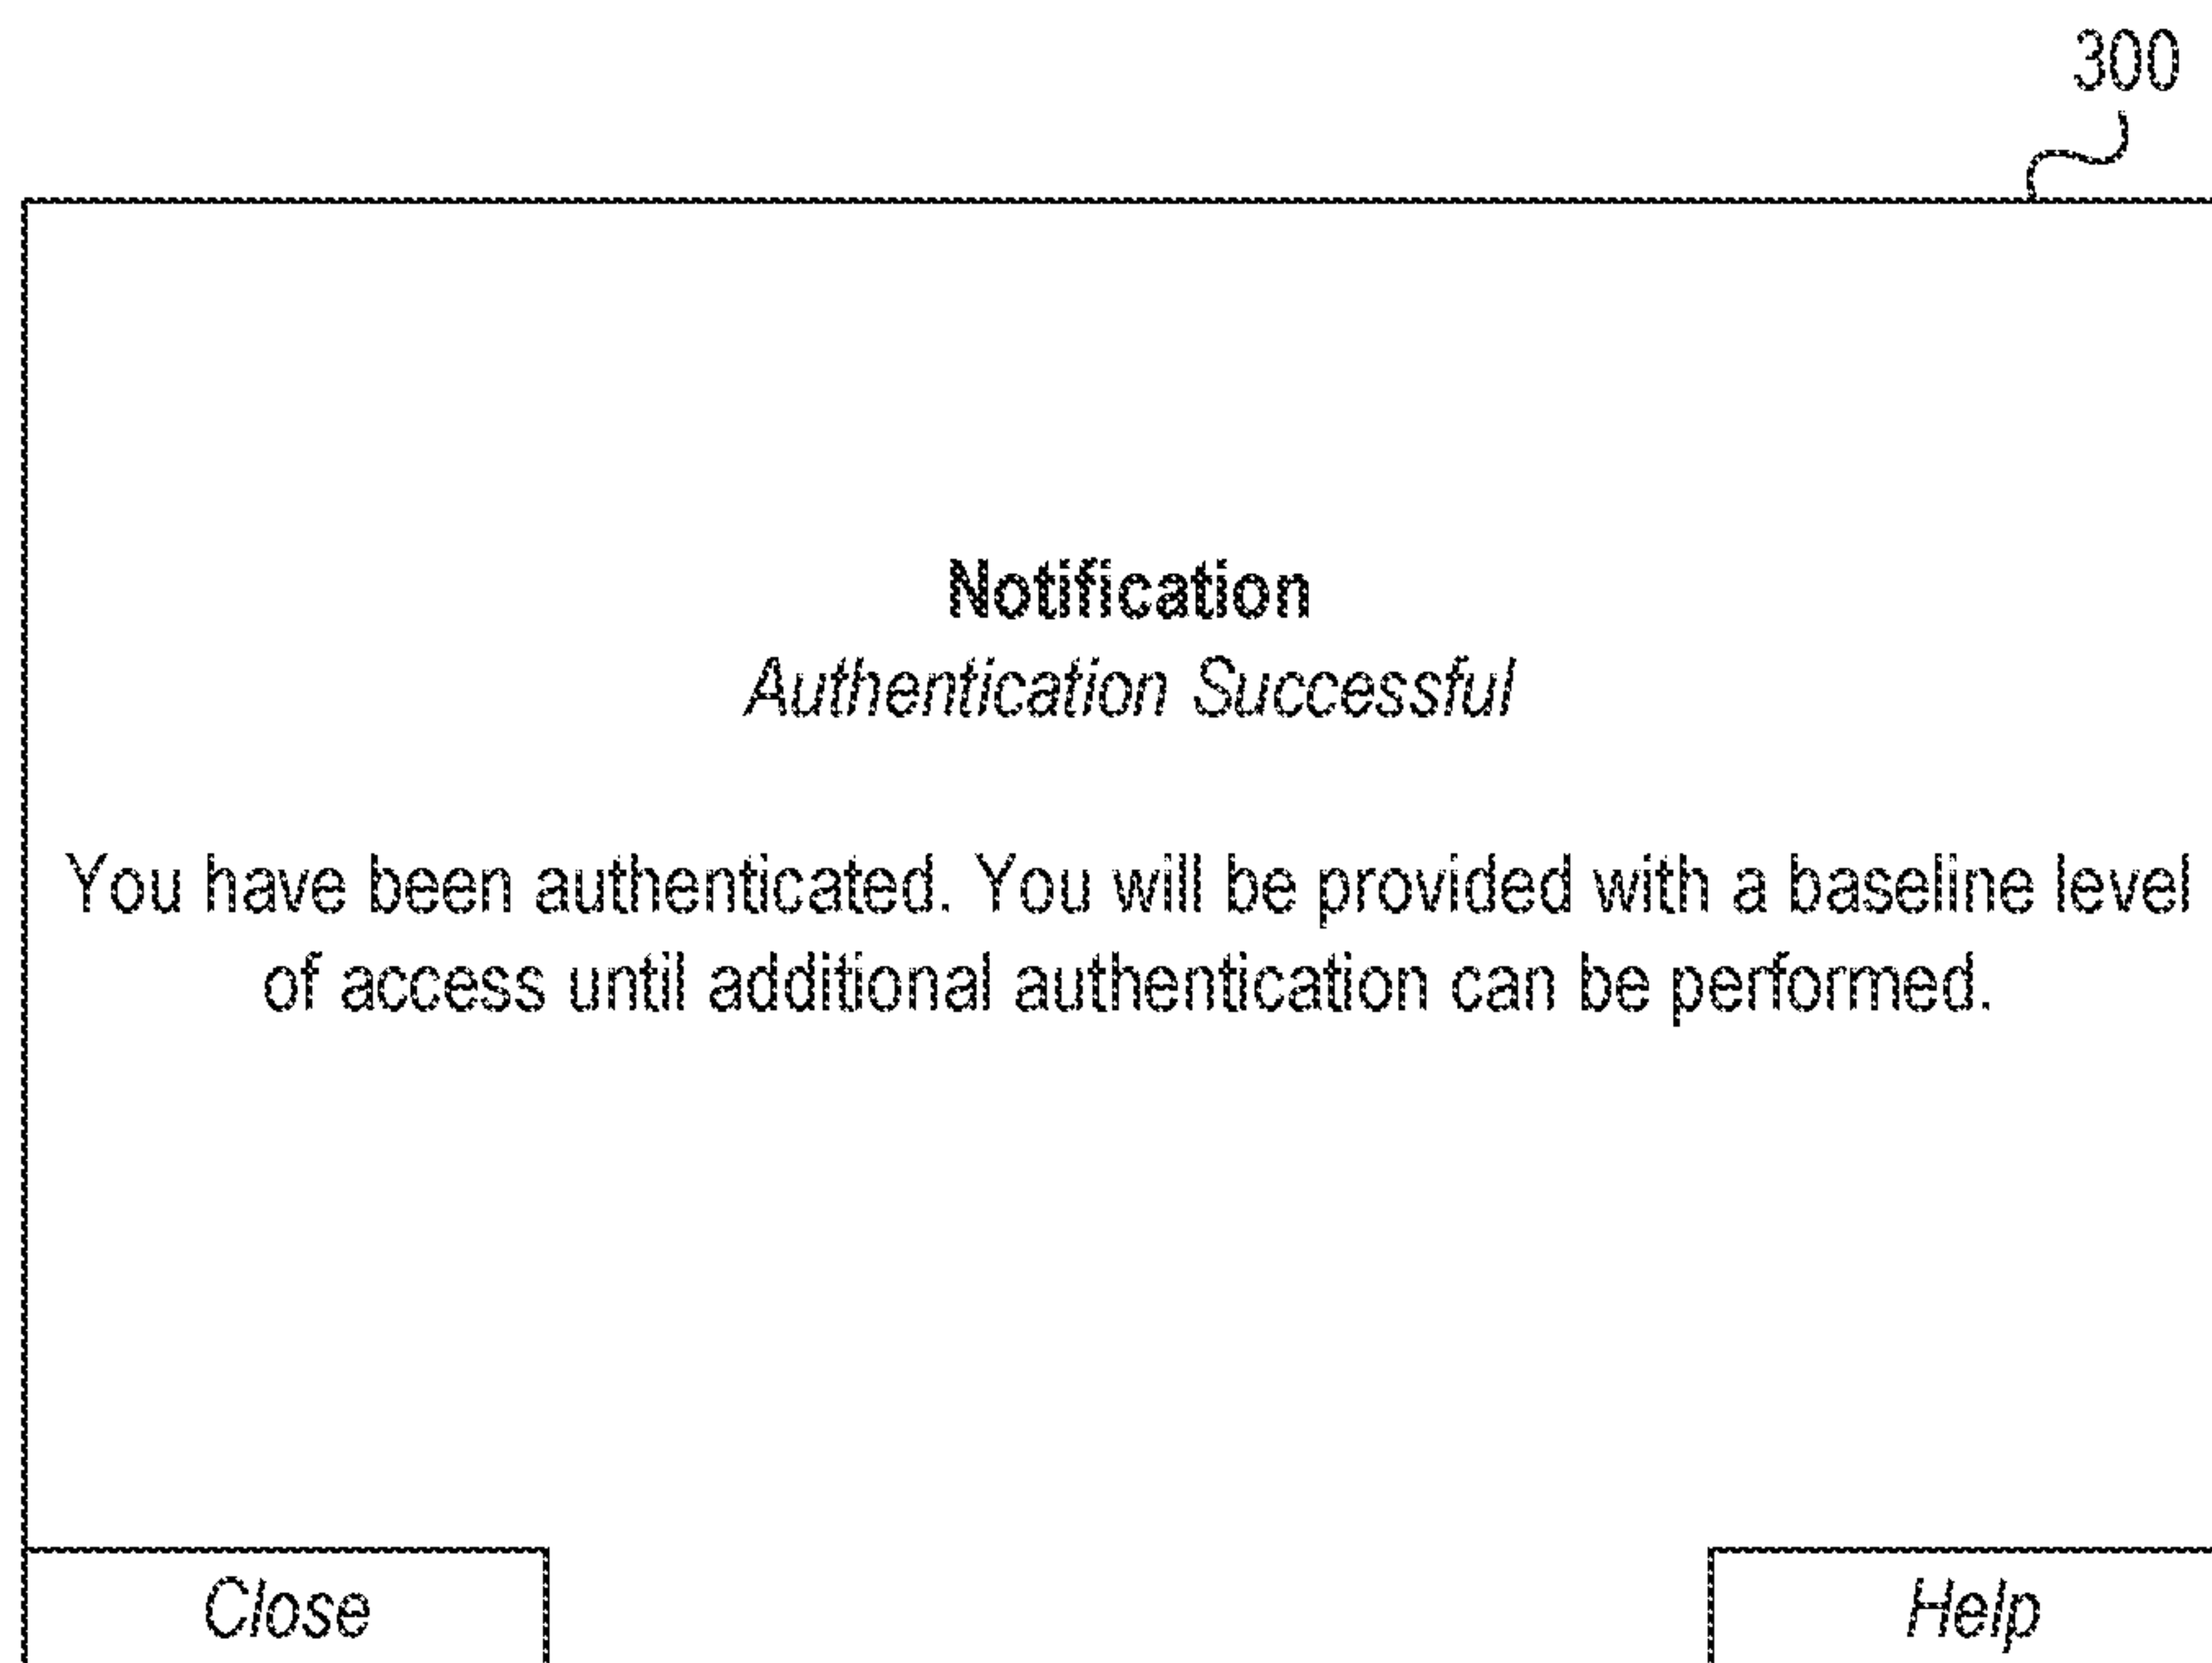 300
Notification
Authentication Successful
You have been authenticated. You will be provided with a baseline level
of access until additional authentication can be performed.
Close
Help